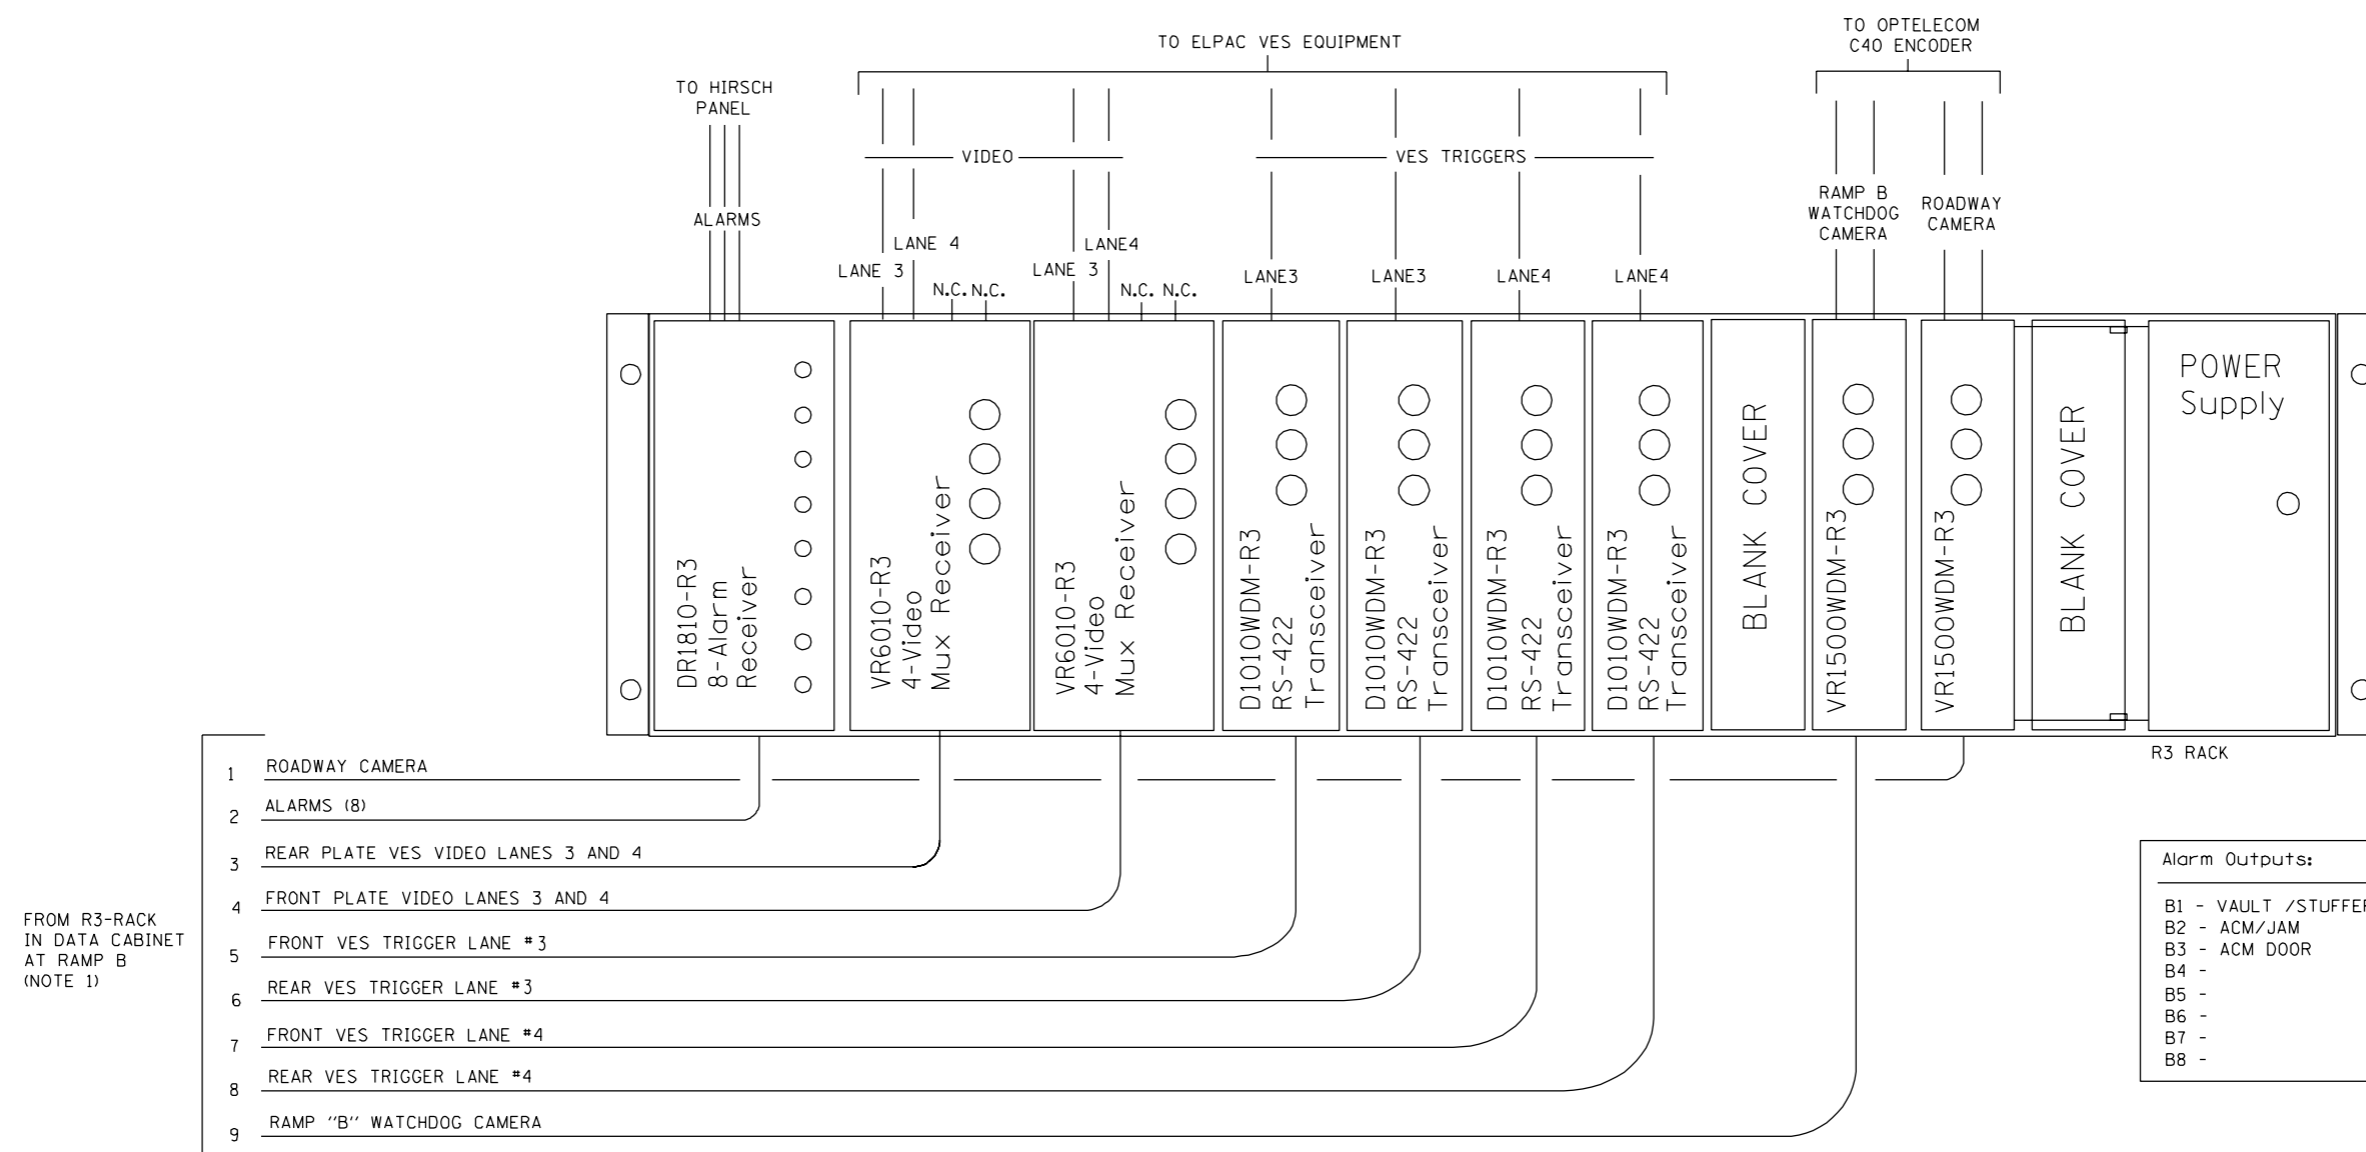 TO ELPAC VES EQUIPMENT
TO OPTELECOM
C40 ENCODER
TO HIRSCH
PANEL
VIDEO
VES TRIGGERS
ALARMS
RAMP B
WATCHDOG
CAMERA
ROADWAY
CAMERA
LANE 3
LANE 4
N.C. N.C.
LANE 3
LANE4
N.C. N.C.
LANE3
LANE3
LANE4
LANE4
DR1810-R3
8-Alarm
Receiver
VR6010-R3
4-Video
Mux Receiver
VR6010-R3
4-Video
Mux Receiver
D1010WDM-R3
RS-422
Transceiver
D1010WDM-R3
RS-422
Transceiver
D1010WDM-R3
RS-422
Transceiver
D1010WDM-R3
RS-422
Transceiver
BLANK COVER
VR1500WDM-R3
VR1500WDM-R3
BLANK COVER
POWER
Supply
R3 RACK
FROM R3-RACK
IN DATA CABINET
AT RAMP B
(NOTE 1)
1 ROADWAY CAMERA
2 ALARMS (8)
3 REAR PLATE VES VIDEO LANES 3 AND 4
4 FRONT PLATE VIDEO LANES 3 AND 4
5 FRONT VES TRIGGER LANE #3
6 REAR VES TRIGGER LANE #3
7 FRONT VES TRIGGER LANE #4
8 REAR VES TRIGGER LANE #4
9 RAMP "B" WATCHDOG CAMERA
Alarm Outputs:
B1 - VAULT /STUFFER
B2 - ACM/JAM
B3 - ACM DOOR
B4 -
B5 -
B6 -
B7 -
B8 -